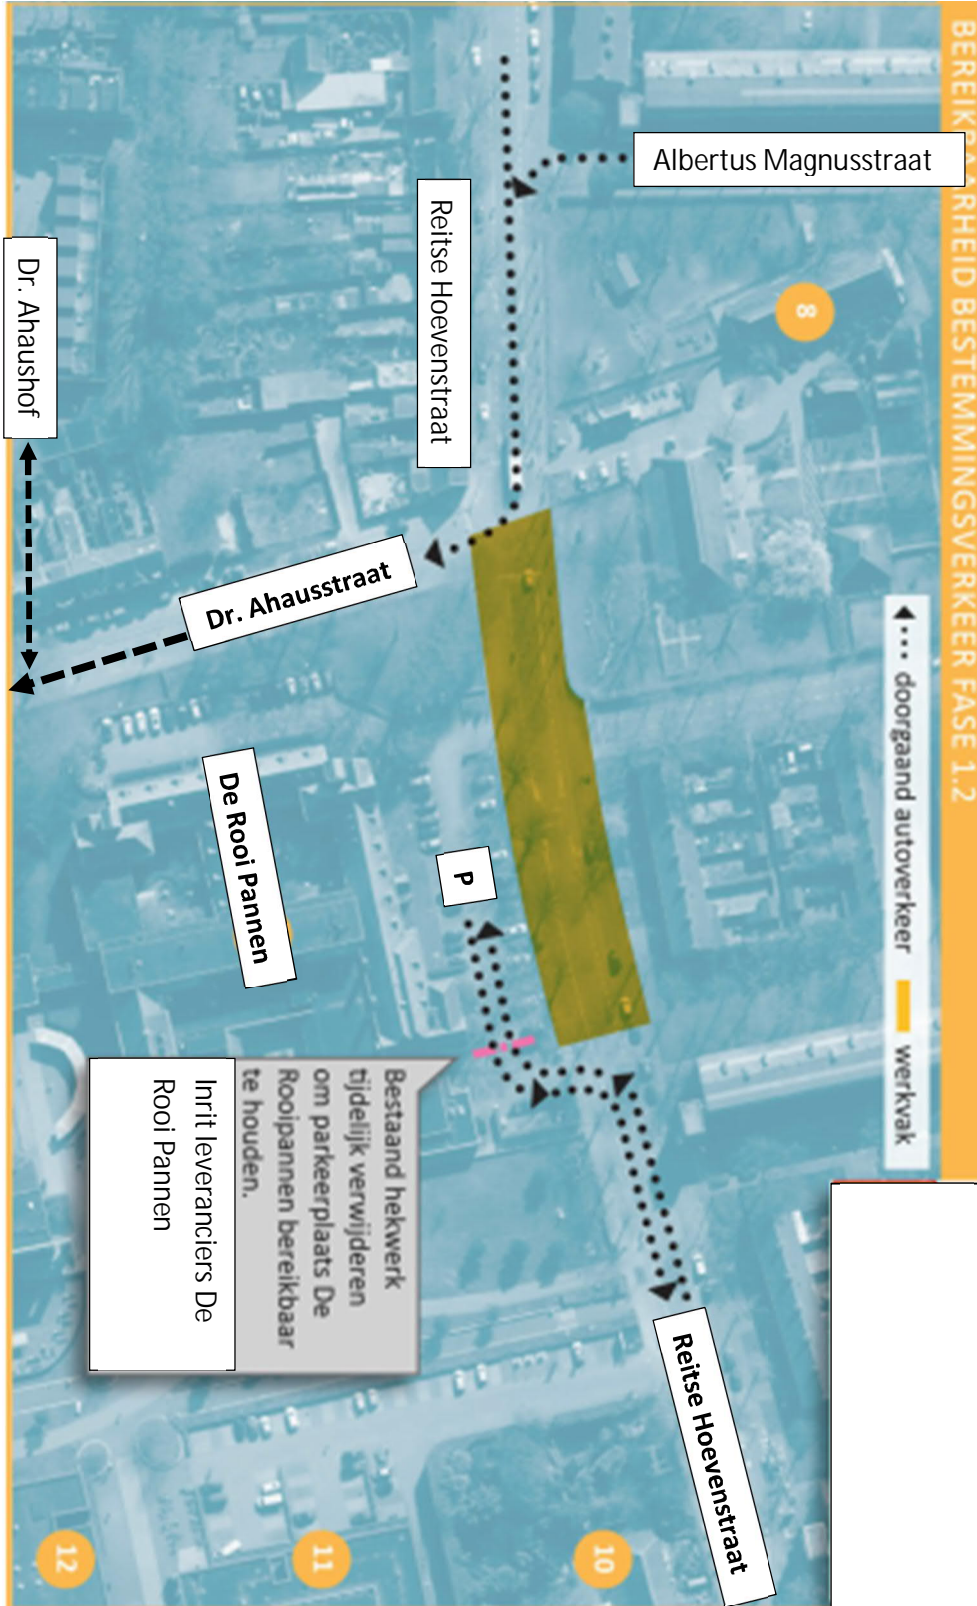 BEREIKBAARHEID BESTEMMINGSVERKEER FASE 1.2
doorgaand autoverkeer
werkvak
Albertus Magnusstraat
8
Reitse Hoevenstraat
Dr. Ahaushof
Dr. Ahausstraat
De Rooi Pannen
P
Bestaand hekwerk
tijdelijk verwijderen
om parkeerplaats De
Rooipannen bereikbaar
te houden.
Inrit leveranciers De
Rooi Pannen
Reitse Hoevenstraat
10
11
12